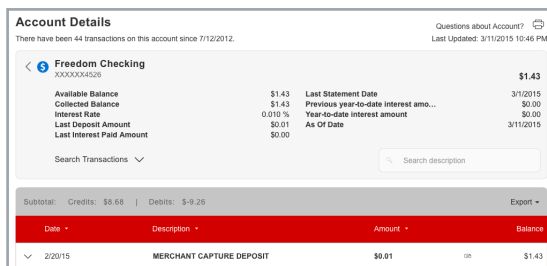 Account Details
Questions about Account?
There have been 44 transactions on this account since 7/12/2012.
Last Updated: 3/11/2015 10:46 PM
Freedom Checking
XXXXXX4526
$1.43
Available Balance $1.43 Last Statement Date 3/1/2015
Collected Balance $1.43 Previous year-to-date interest amo... $0.00
Interest Rate 0.010 % Year-to-date interest amount $0.00
Last Deposit Amount $0.01 As Of Date 3/11/2015
Last Interest Paid Amount $0.00
Search Transactions Search description
Subtotal: Credits: $8.68 | Debits: $-9.26 Export
Date Description Amount Balance
2/20/15 MERCHANT CAPTURE DEPOSIT $0.01 $1.43